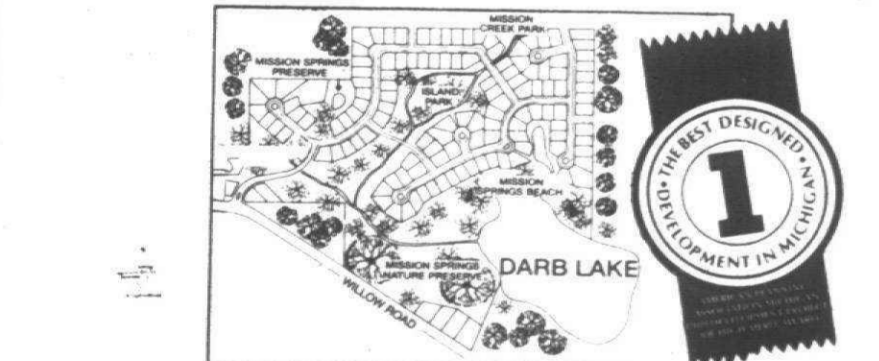 MISSION
CREEK PARK
MISSION SPRINGS
PRESERVE
ISLAND
PARK
MISSION
SPRINGS BEACH
MISSION SPRINGS
NATURE PRESERVE
DARB LAKE
WILLOW ROAD
• THE BEST DESIGNED •
1
DEVELOPMENT IN MICHIGAN